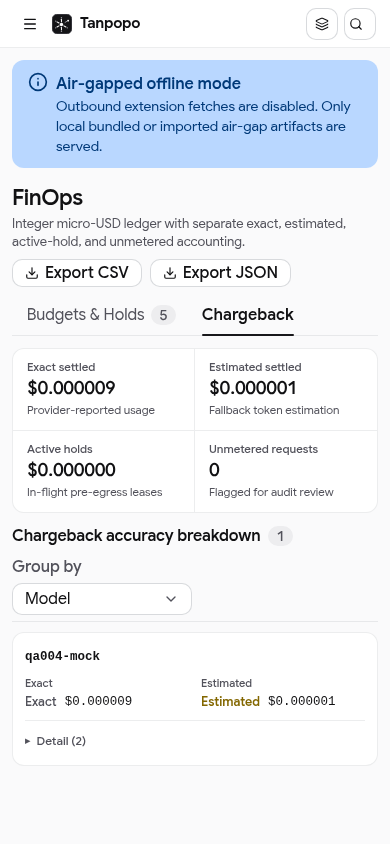 Tanpopo
Air-gapped offline mode
Outbound extension fetches are disabled. Only
local bundled or imported air-gap artifacts are
served.
FinOps
Integer micro-USD ledger with separate exact, estimated,
active-hold, and unmetered accounting.
Export CSV
Export JSON
Budgets & Holds 5
Chargeback
Exact settled
$0.000009
Provider-reported usage
Estimated settled
$0.000001
Fallback token estimation
Active holds
$0.000000
In-flight pre-egress leases
Unmetered requests
0
Flagged for audit review
Chargeback accuracy breakdown 1
Group by
Model
qa004-mock
Exact
Exact $0.000009
Estimated
Estimated $0.000001
Detail (2)